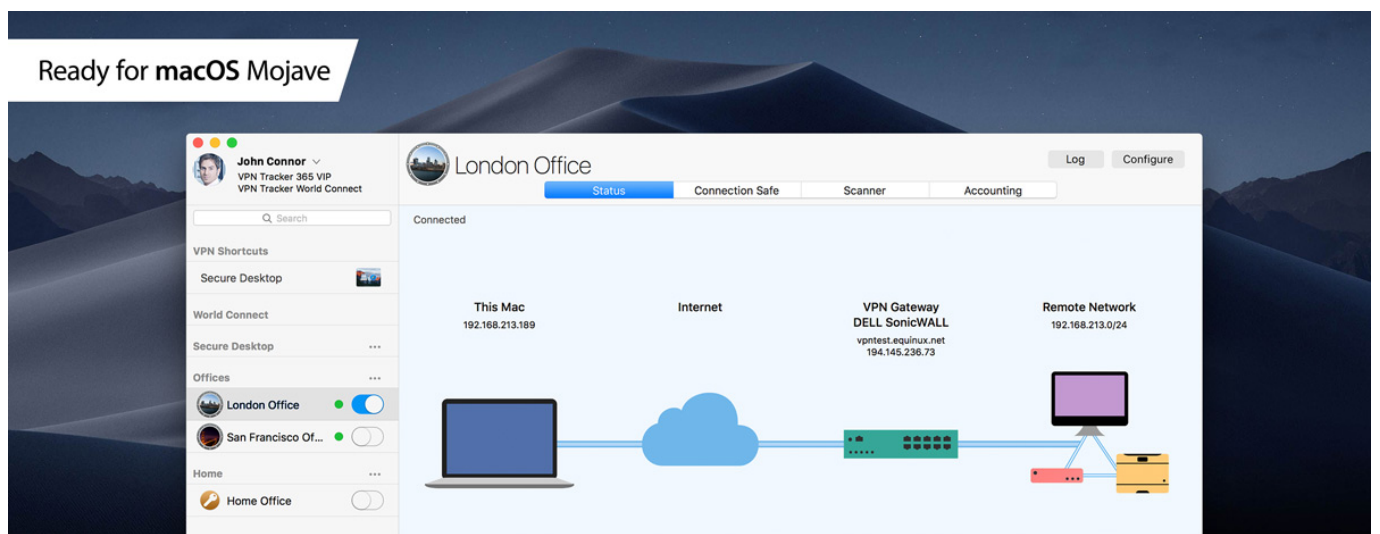 Ready for macOS Mojave
John Connor
VPN Tracker 365 VIP
VPN Tracker World Connect
Search
VPN Shortcuts
Secure Desktop
World Connect
Secure Desktop
Offices
London Office
San Francisco Of...
Home
Home Office
London Office
Log
Configure
Status
Connection Safe
Scanner
Accounting
Connected
This Mac
192.168.213.189
Internet
VPN Gateway
DELL SonicWALL
vpntest.equinux.net
194.145.236.73
Remote Network
192.168.213.0/24